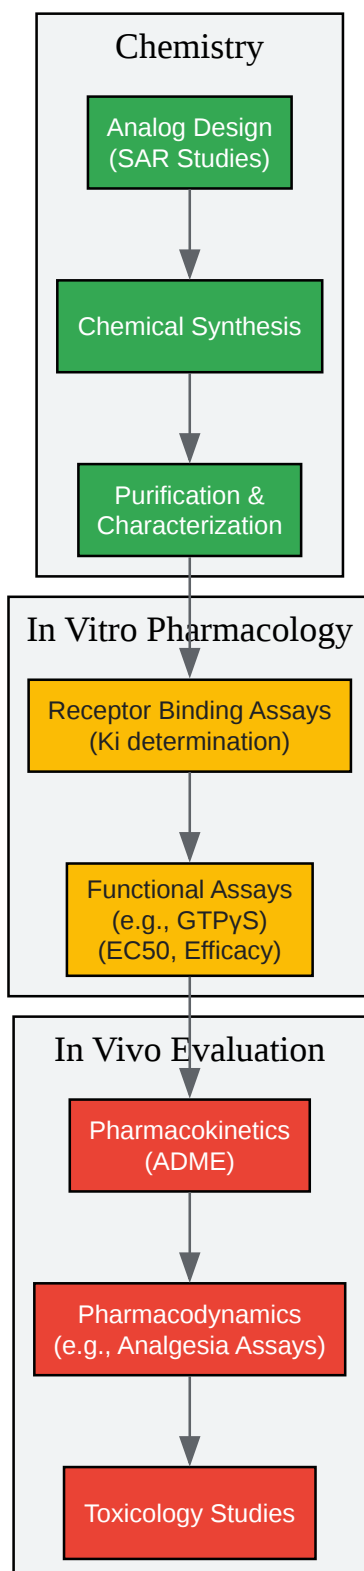 Chemistry
Analog Design
(SAR Studies)
Chemical Synthesis
Purification &
Characterization
In Vitro Pharmacology
Receptor Binding Assays
(Ki determination)
Functional Assays
(e.g., GTPγS)
(EC50, Efficacy)
In Vivo Evaluation
Pharmacokinetics
(ADME)
Pharmacodynamics
(e.g., Analgesia Assays)
Toxicology Studies